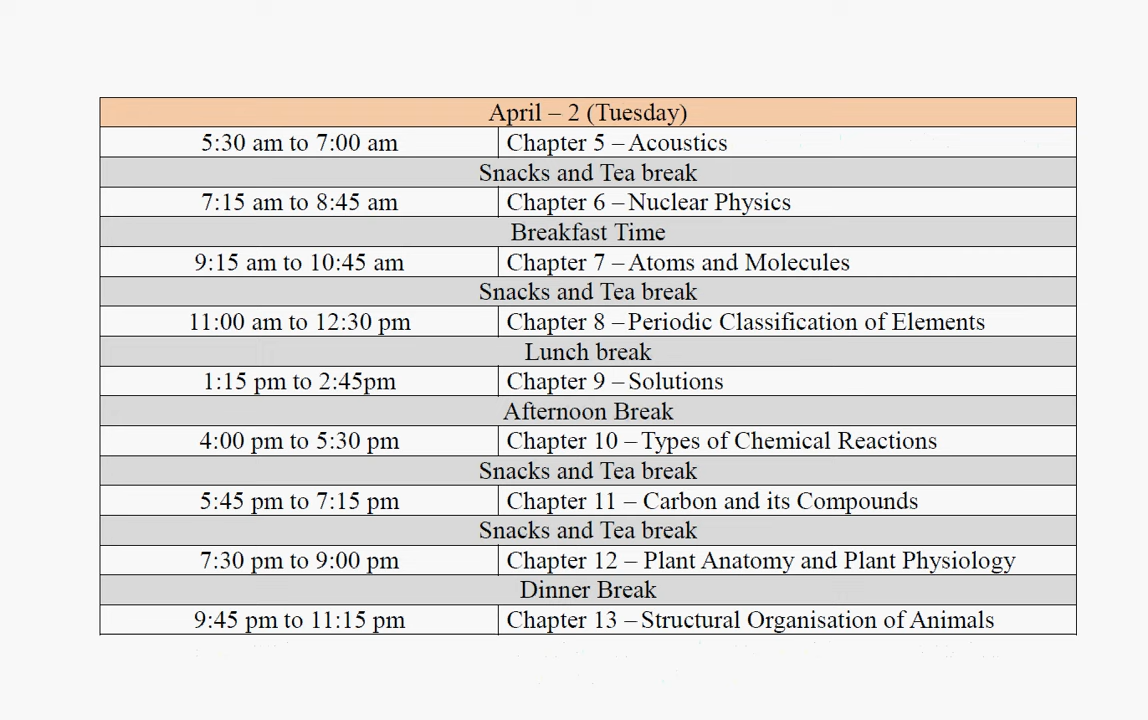 April – 2 (Tuesday)
5:30 am to 7:00 am Chapter 5 – Acoustics
Snacks and Tea break
7:15 am to 8:45 am Chapter 6 – Nuclear Physics
Breakfast Time
9:15 am to 10:45 am Chapter 7 – Atoms and Molecules
Snacks and Tea break
11:00 am to 12:30 pm Chapter 8 – Periodic Classification of Elements
Lunch break
1:15 pm to 2:45pm Chapter 9 – Solutions
Afternoon Break
4:00 pm to 5:30 pm Chapter 10 – Types of Chemical Reactions
Snacks and Tea break
5:45 pm to 7:15 pm Chapter 11 – Carbon and its Compounds
Snacks and Tea break
7:30 pm to 9:00 pm Chapter 12 – Plant Anatomy and Plant Physiology
Dinner Break
9:45 pm to 11:15 pm Chapter 13 – Structural Organisation of Animals